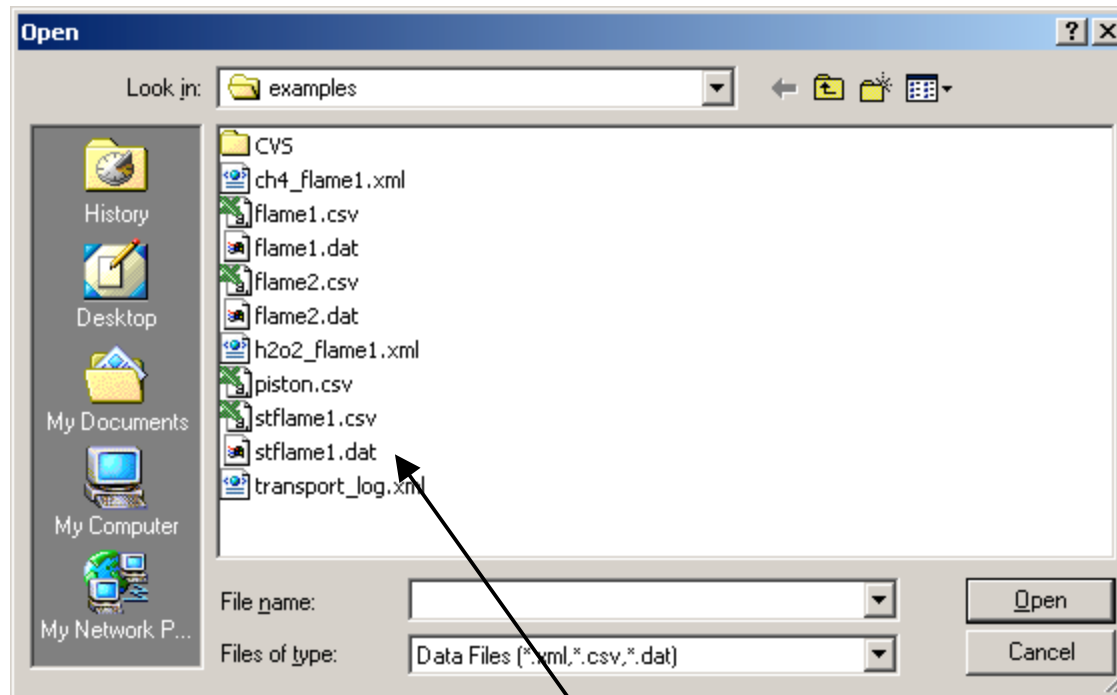 Open
Look in: examples
History
Desktop
My Documents
My Computer
My Network P...
CVS
ch4_flame1.xml
flame1.csv
flame1.dat
flame2.csv
flame2.dat
h2o2_flame1.xml
piston.csv
stflame1.csv
stflame1.dat
transport_log.xml
File name:
Open
Files of type: Data Files (*.xml,*.csv,*.dat)
Cancel